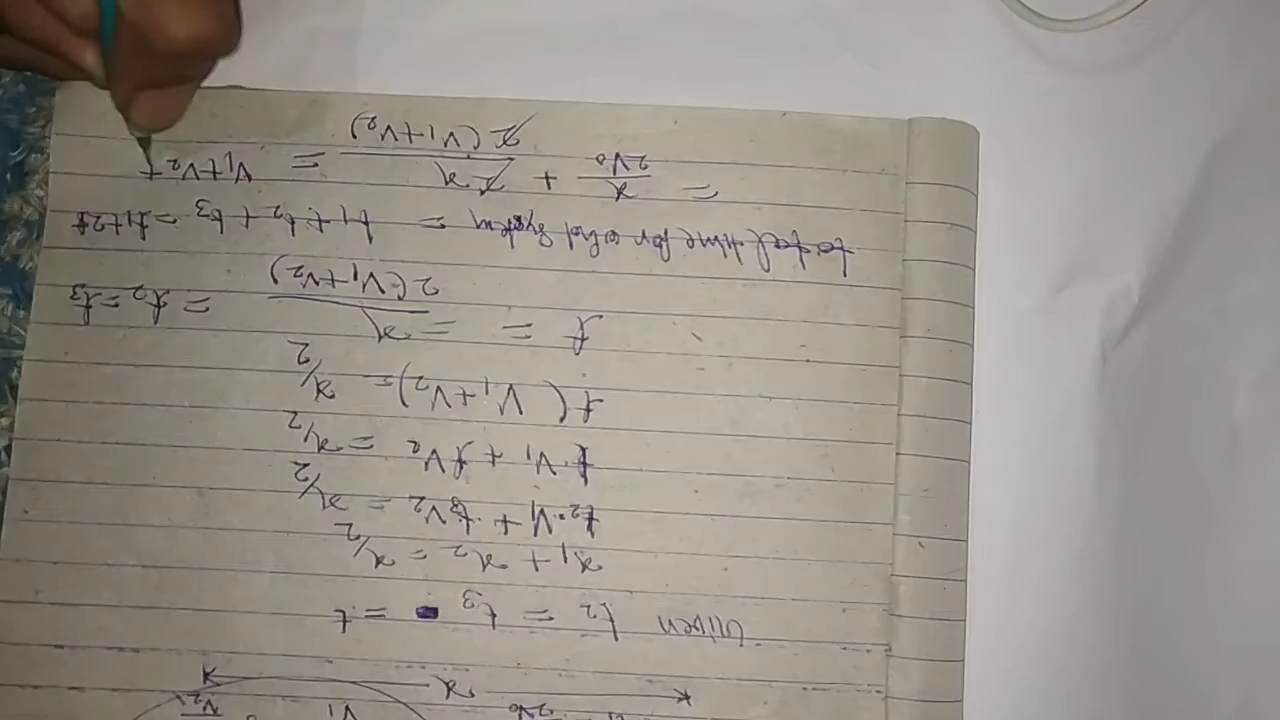 x
Given t₂ = t₃ = t
x₁ + x₂ = x/2
t₂·V₁ + t₃V₂ = x/2
t·V₁ + tV₂ = x/2
t( V₁+V₂) = x/2
t = = x/2(V₁+V₂) = t₂ = t₃
total time for whol System = t₁ + t₂ + t₃ = t₁+2t
= x/2V₀ + 2x/2(V₁+V₂) = V₁+V₂+